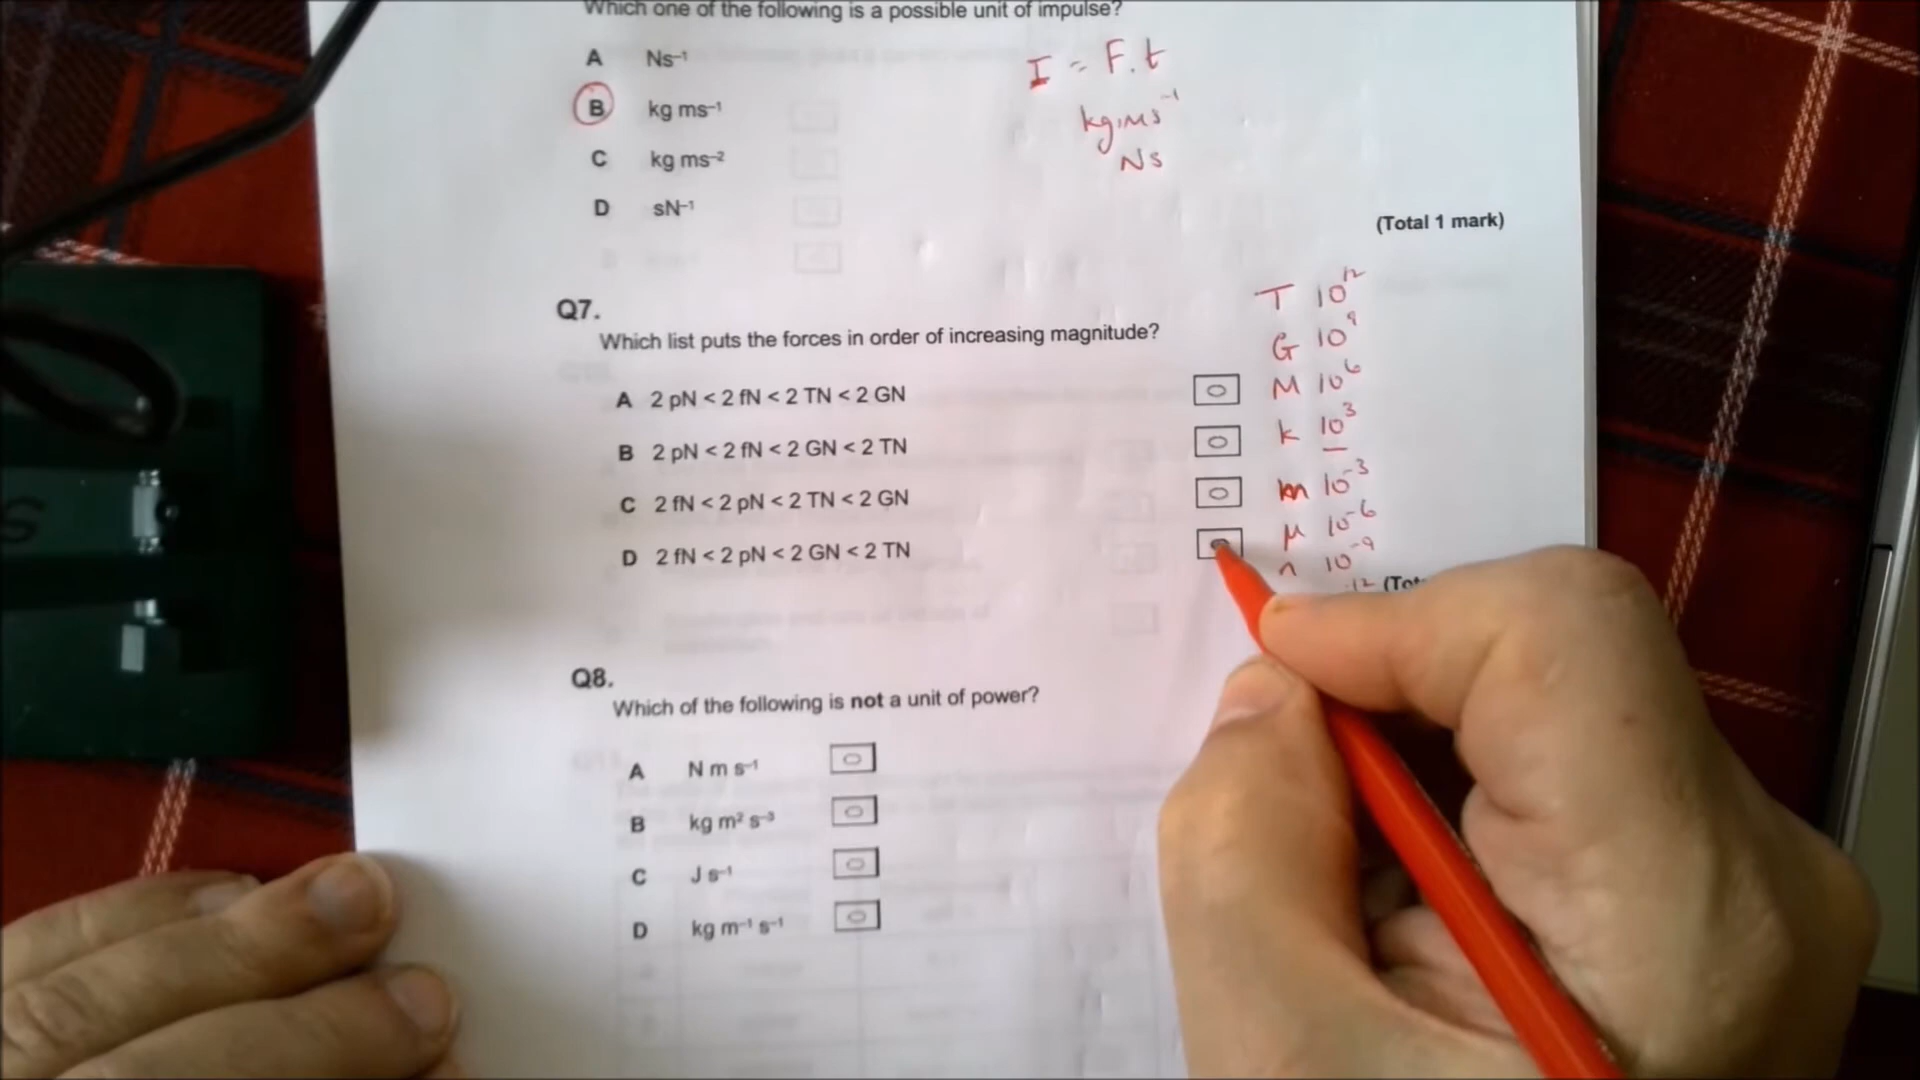 Which one of the following is a possible unit of impulse?
A Ns⁻¹
B kg ms⁻¹
C kg ms⁻²
D sN⁻¹
I = F.t
kg ms⁻¹
Ns
(Total 1 mark)
Q7.
Which list puts the forces in order of increasing magnitude?
A 2 pN < 2 fN < 2 TN < 2 GN
B 2 pN < 2 fN < 2 GN < 2 TN
C 2 fN < 2 pN < 2 TN < 2 GN
D 2 fN < 2 pN < 2 GN < 2 TN
T 10¹²
G 10⁹
M 10⁶
k 10³
m 10⁻³
μ 10⁻⁶
n 10⁻⁹
-12
(Tot
Q8.
Which of the following is not a unit of power?
A N m s⁻¹
B kg m² s⁻³
C J s⁻¹
D kg m⁻¹ s⁻¹